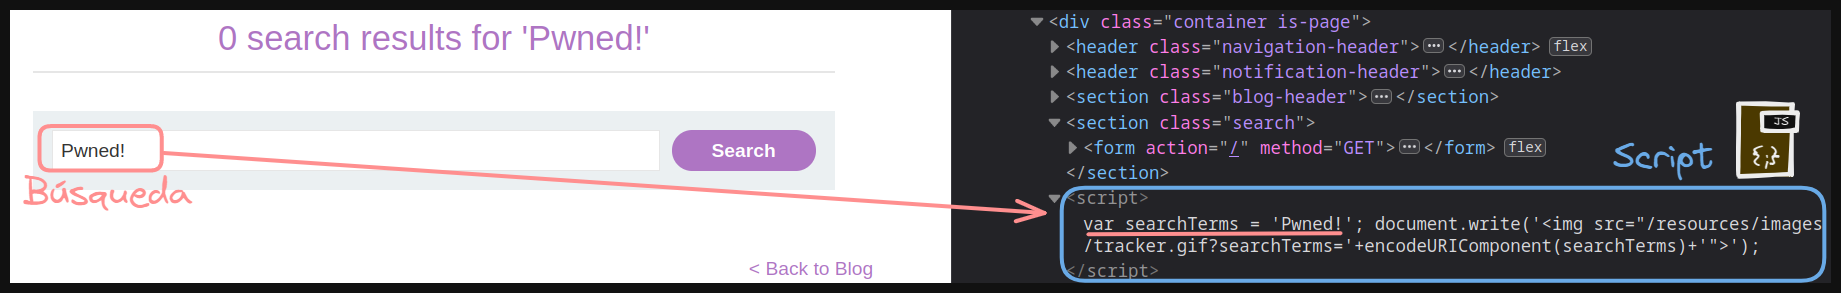 0 search results for 'Pwned!'
Pwned!
Search
Búsqueda
< Back to Blog
<div class="container is-page">
<header class="navigation-header">···</header> flex
<header class="notification-header">···</header>
<section class="blog-header">···</section>
<section class="search">
<form action="/" method="GET">···</form> flex
</section>
<script>
var searchTerms = 'Pwned!'; document.write('<img src="/resources/images
/tracker.gif?searchTerms='+encodeURIComponent(searchTerms)+'">');
</script>
Script
JS
{;}